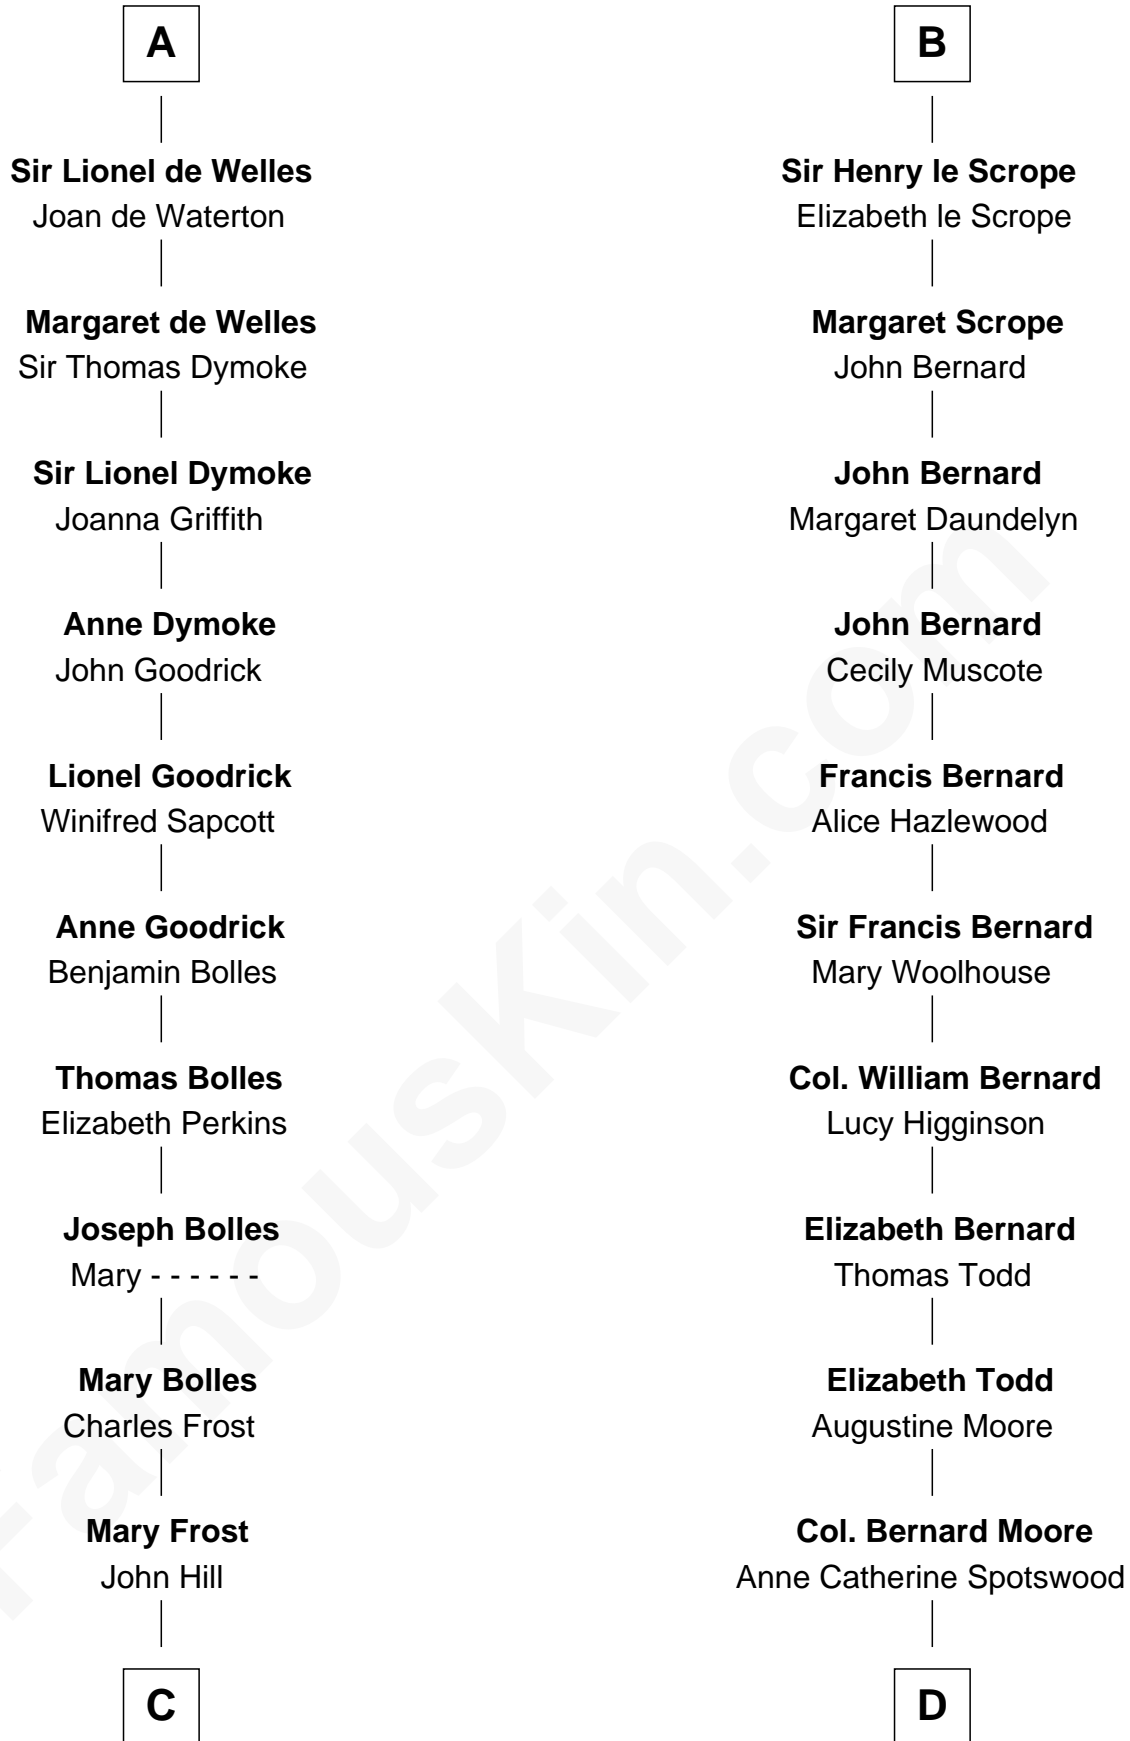 A
Sir Lionel de Welles
Joan de Waterton
Margaret de Welles
Sir Thomas Dymoke
Sir Lionel Dymoke
Joanna Griffith
Anne Dymoke
John Goodrick
Lionel Goodrick
Winifred Sapcott
Anne Goodrick
Benjamin Bolles
Thomas Bolles
Elizabeth Perkins
Joseph Bolles
Mary - - - - - -
Mary Bolles
Charles Frost
Mary Frost
John Hill
C
B
Sir Henry le Scrope
Elizabeth le Scrope
Margaret Scrope
John Bernard
John Bernard
Margaret Daundelyn
John Bernard
Cecily Muscote
Francis Bernard
Alice Hazlewood
Sir Francis Bernard
Mary Woolhouse
Col. William Bernard
Lucy Higginson
Elizabeth Bernard
Thomas Todd
Elizabeth Todd
Augustine Moore
Col. Bernard Moore
Anne Catherine Spotswood
D
FamousKin.com